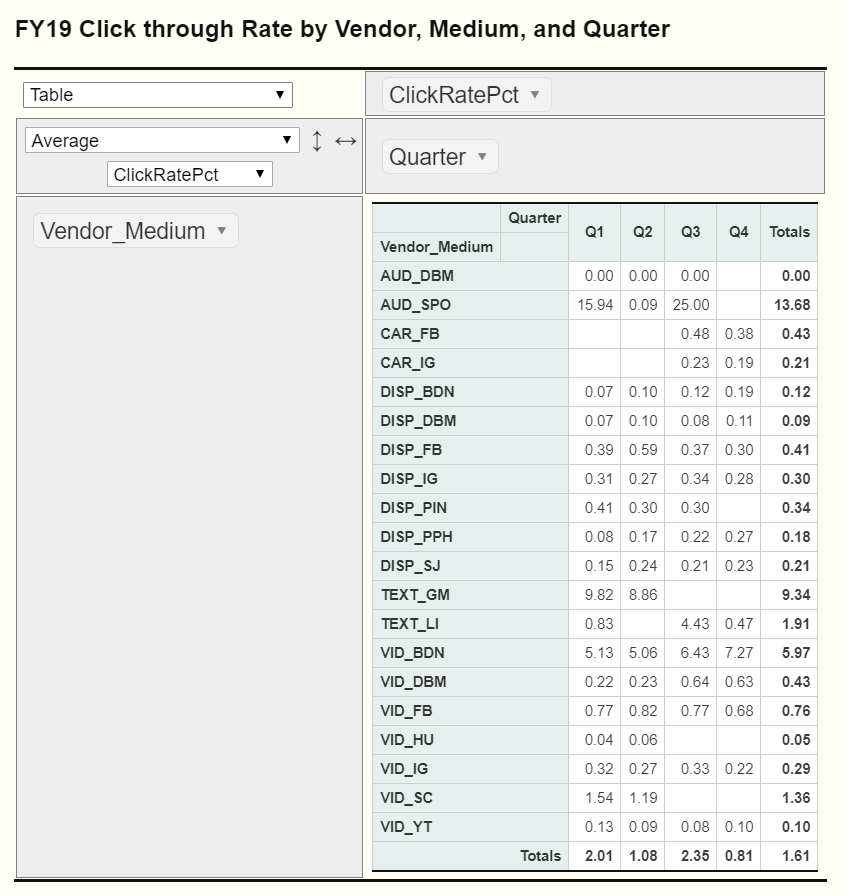 FY19 Click through Rate by Vendor, Medium, and Quarter
Table ▼ ClickRatePct ▼
Average ▼ ↕ ↔ Quarter ▼
ClickRatePct ▼
Vendor_Medium ▼
Quarter Q1 Q2 Q3 Q4 Totals
Vendor_Medium
AUD_DBM 0.00 0.00 0.00 0.00
AUD_SPO 15.94 0.09 25.00 13.68
CAR_FB 0.48 0.38 0.43
CAR_IG 0.23 0.19 0.21
DISP_BDN 0.07 0.10 0.12 0.19 0.12
DISP_DBM 0.07 0.10 0.08 0.11 0.09
DISP_FB 0.39 0.59 0.37 0.30 0.41
DISP_IG 0.31 0.27 0.34 0.28 0.30
DISP_PIN 0.41 0.30 0.30 0.34
DISP_PPH 0.08 0.17 0.22 0.27 0.18
DISP_SJ 0.15 0.24 0.21 0.23 0.21
TEXT_GM 9.82 8.86 9.34
TEXT_LI 0.83 4.43 0.47 1.91
VID_BDN 5.13 5.06 6.43 7.27 5.97
VID_DBM 0.22 0.23 0.64 0.63 0.43
VID_FB 0.77 0.82 0.77 0.68 0.76
VID_HU 0.04 0.06 0.05
VID_IG 0.32 0.27 0.33 0.22 0.29
VID_SC 1.54 1.19 1.36
VID_YT 0.13 0.09 0.08 0.10 0.10
Totals 2.01 1.08 2.35 0.81 1.61